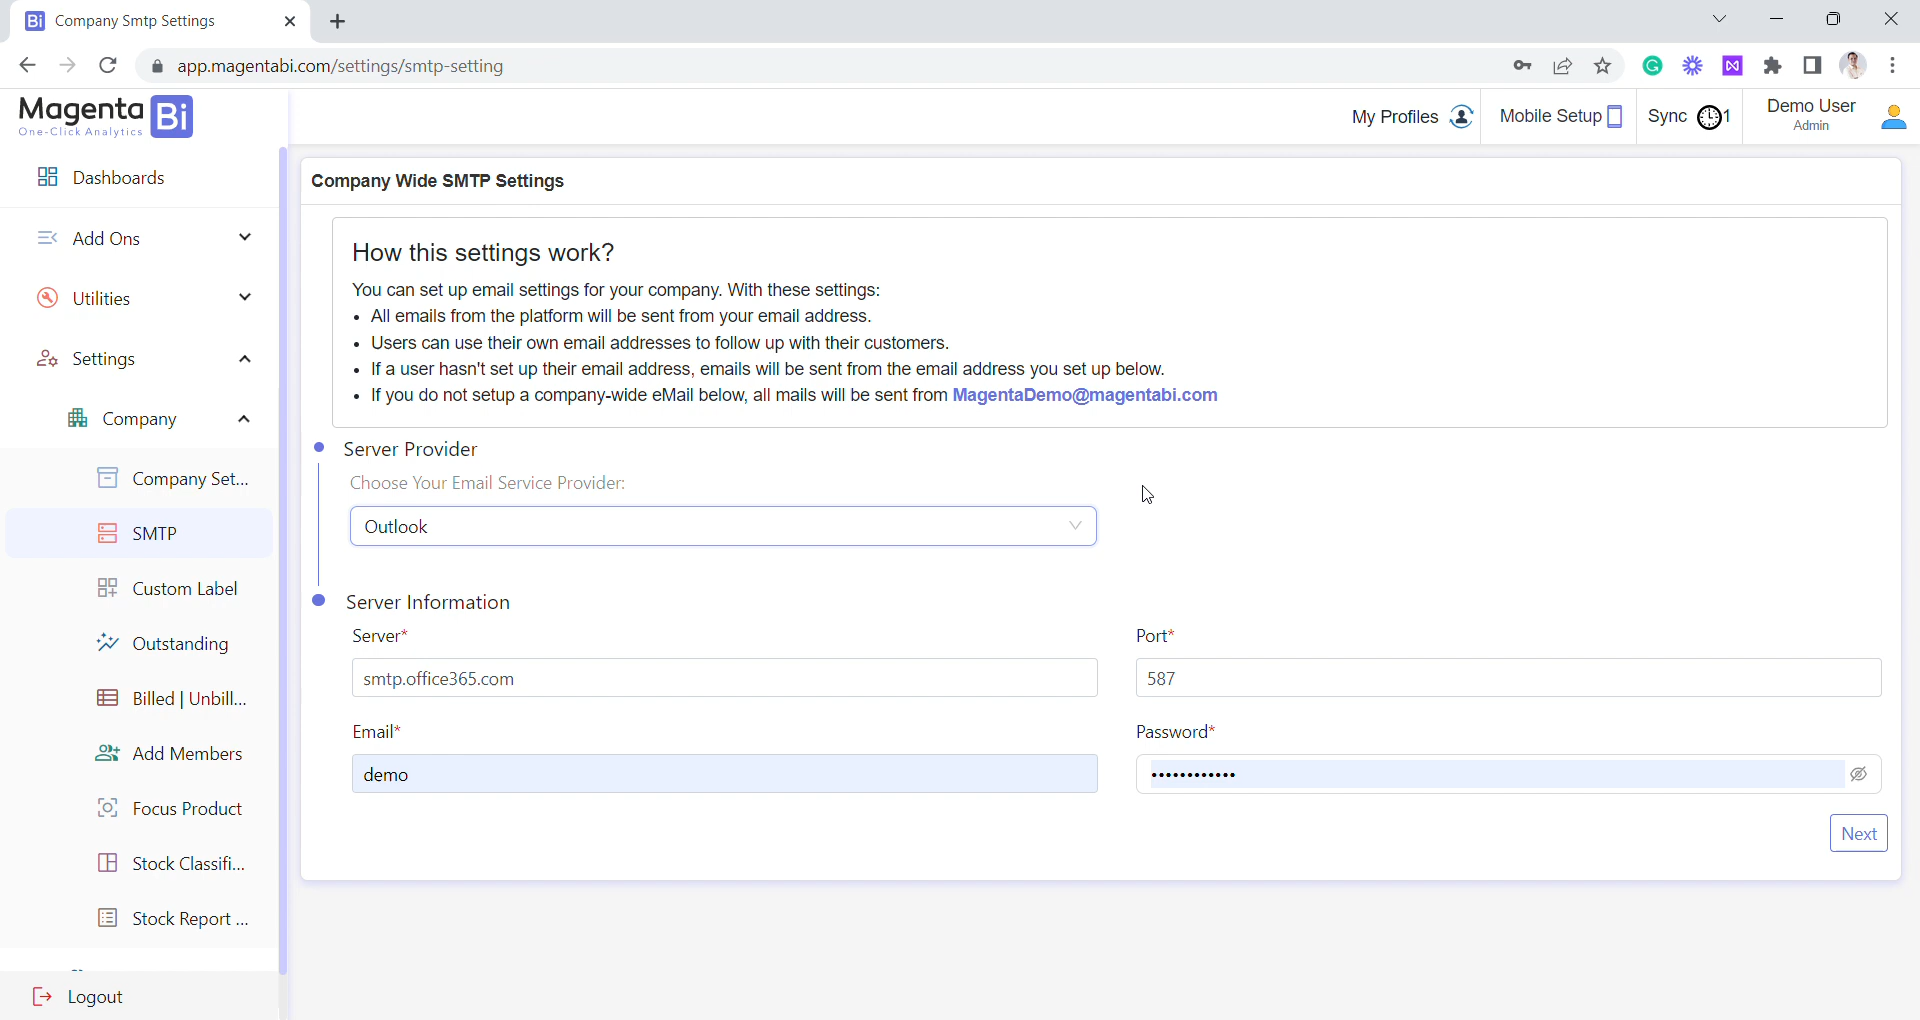 Bi Company Smtp Settings
app.magentabi.com/settings/smtp-setting
Magenta Bi
One-Click Analytics
My Profiles
Mobile Setup
Sync 1
Demo User
Admin
Dashboards
Add Ons
Utilities
Settings
Company
Company Set...
SMTP
Custom Label
Outstanding
Billed | Unbill...
Add Members
Focus Product
Stock Classifi...
Stock Report ...
Logout
Company Wide SMTP Settings
How this settings work?
You can set up email settings for your company. With these settings:
• All emails from the platform will be sent from your email address.
• Users can use their own email addresses to follow up with their customers.
• If a user hasn't set up their email address, emails will be sent from the email address you set up below.
• If you do not setup a company-wide eMail below, all mails will be sent from MagentaDemo@magentabi.com
Server Provider
Choose Your Email Service Provider:
Outlook
Server Information
Server* Port*
smtp.office365.com 587
Email* Password*
demo ••••••••••••
Next